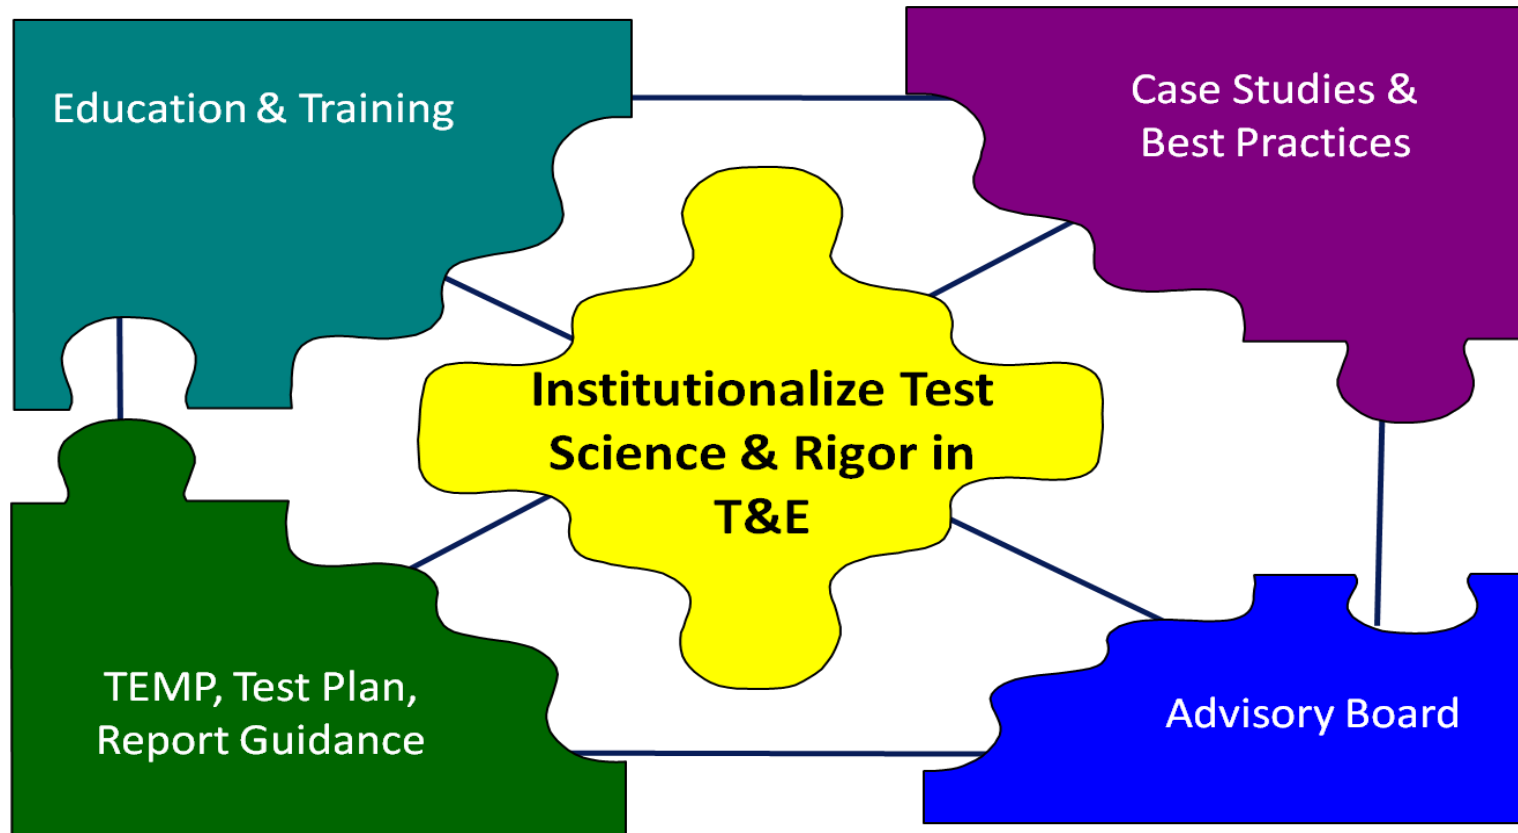 Education & Training
Case Studies &
Best Practices
Institutionalize Test
Science & Rigor in
T&E
TEMP, Test Plan,
Report Guidance
Advisory Board